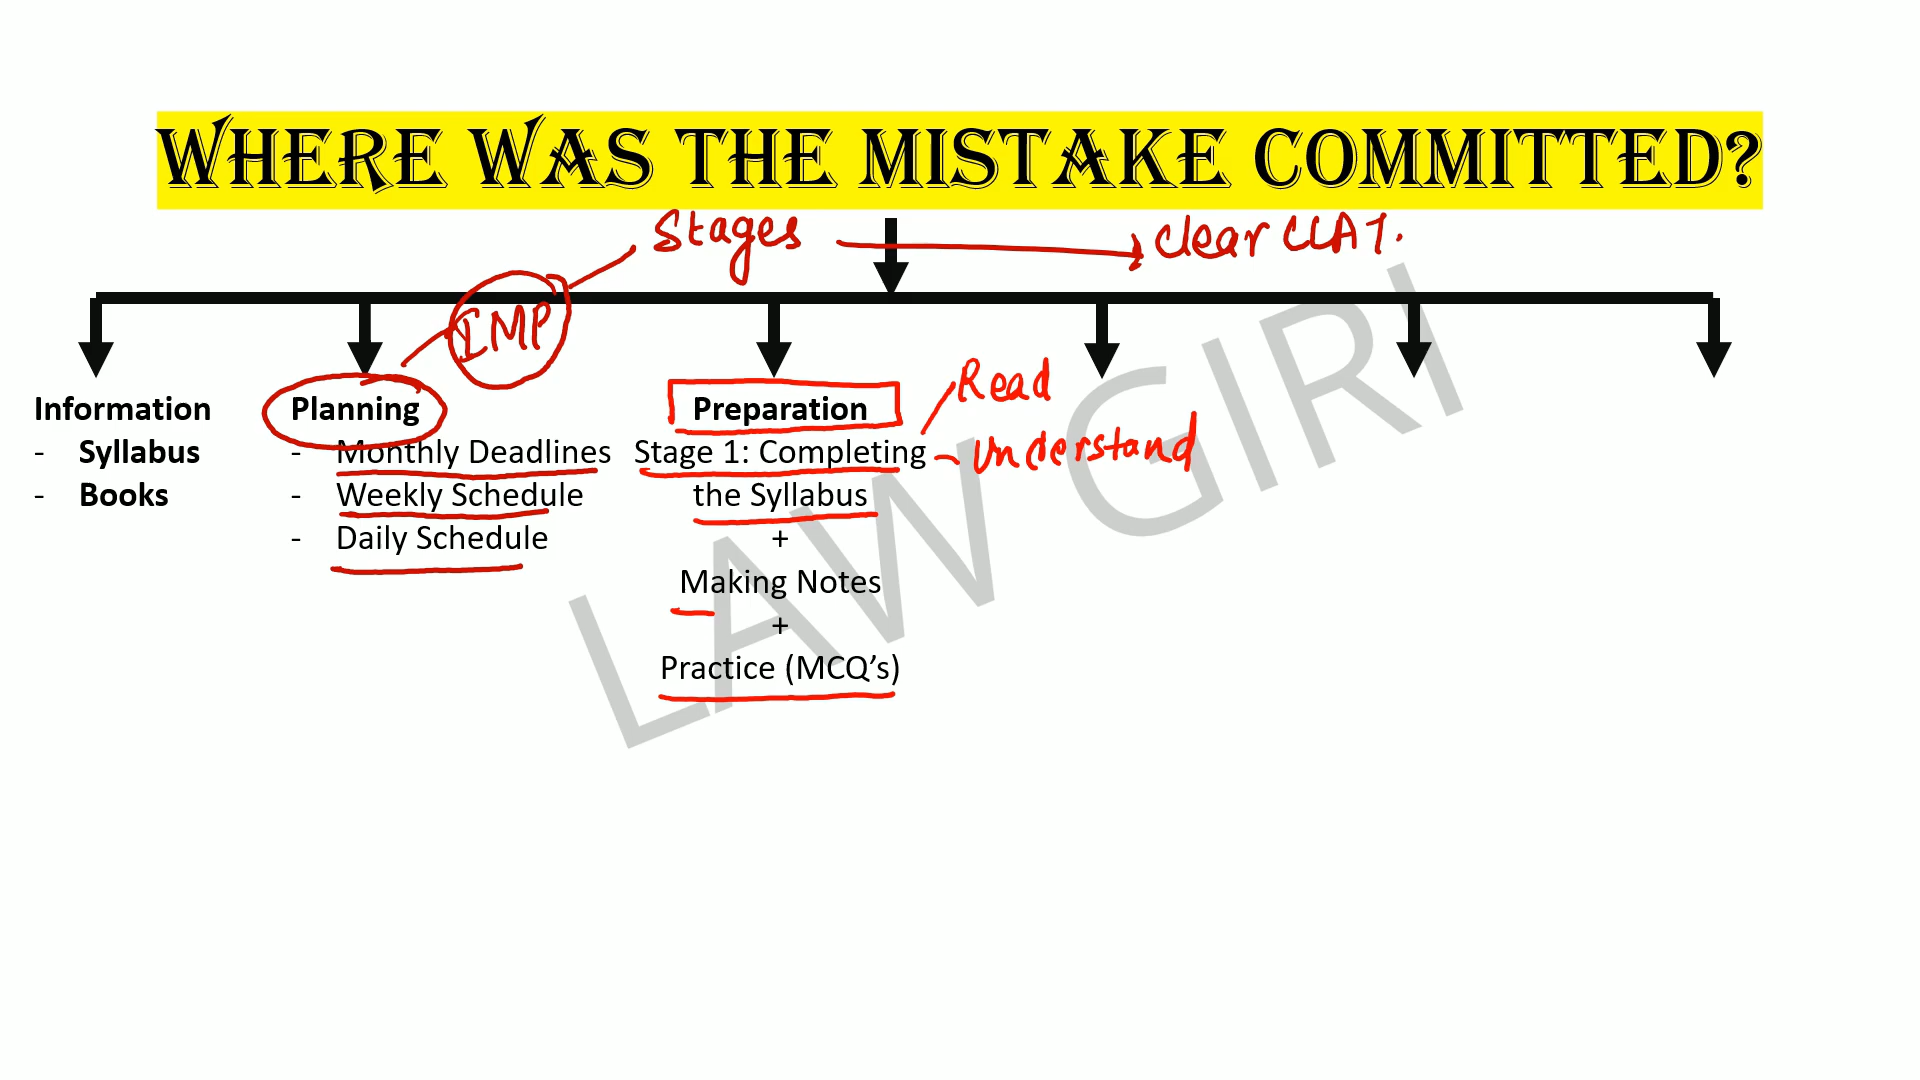 WHERE WAS THE MISTAKE COMMITTED?
Stages
clear CLAT.
IMP
Information
- Syllabus
- Books
Planning
- Monthly Deadlines
- Weekly Schedule
- Daily Schedule
Preparation
Stage 1: Completing
the Syllabus
+
Making Notes
+
Practice (MCQ’s)
Read
Understand
LAW GIRI